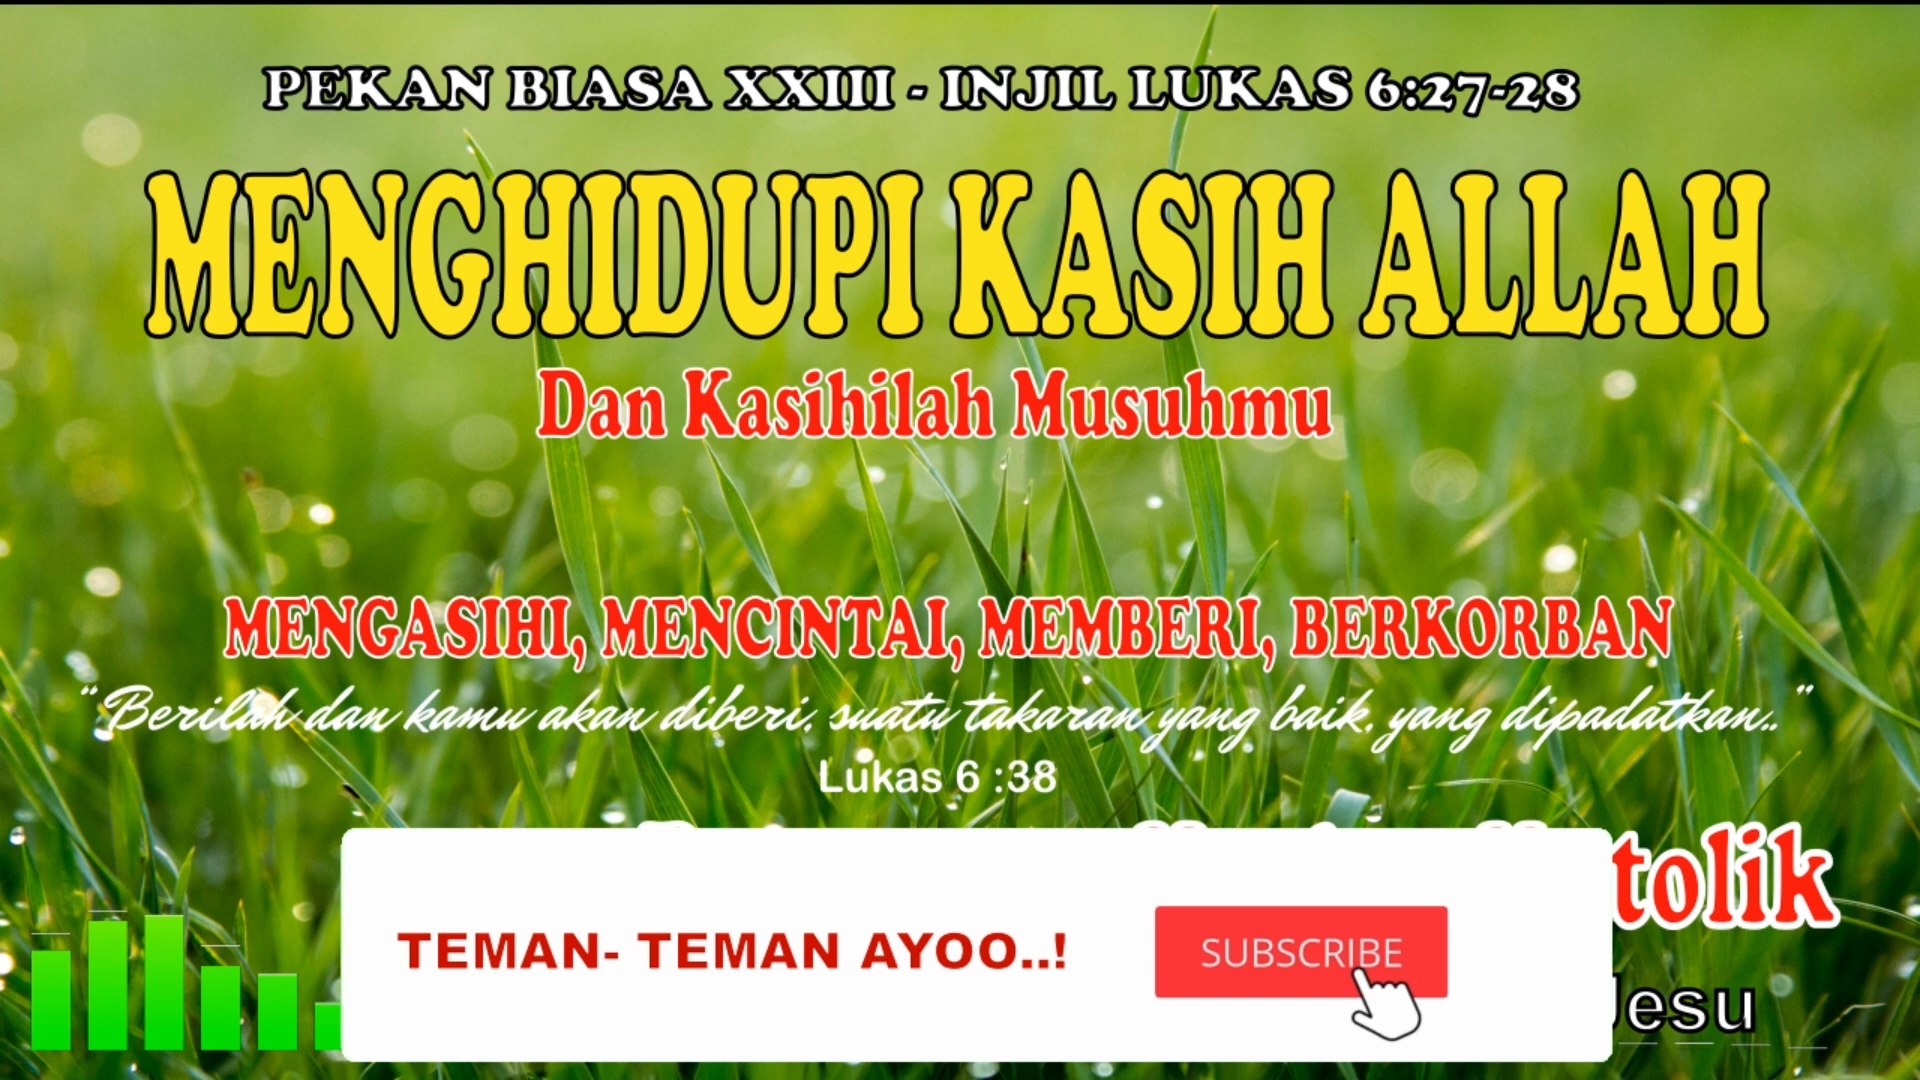 PEKAN BIASA XXIII - INJIL LUKAS 6:27-28
MENGHIDUPI KASIH ALLAH
Dan Kasihilah Musuhmu
MENGASIHI, MENCINTAI, MEMBERI, BERKORBAN
“Berilah dan kamu akan diberi, suatu takaran yang baik, yang dipadatkan..”
Lukas 6 :38
tolik
TEMAN- TEMAN AYOO..!
SUBSCRIBE
Jesu